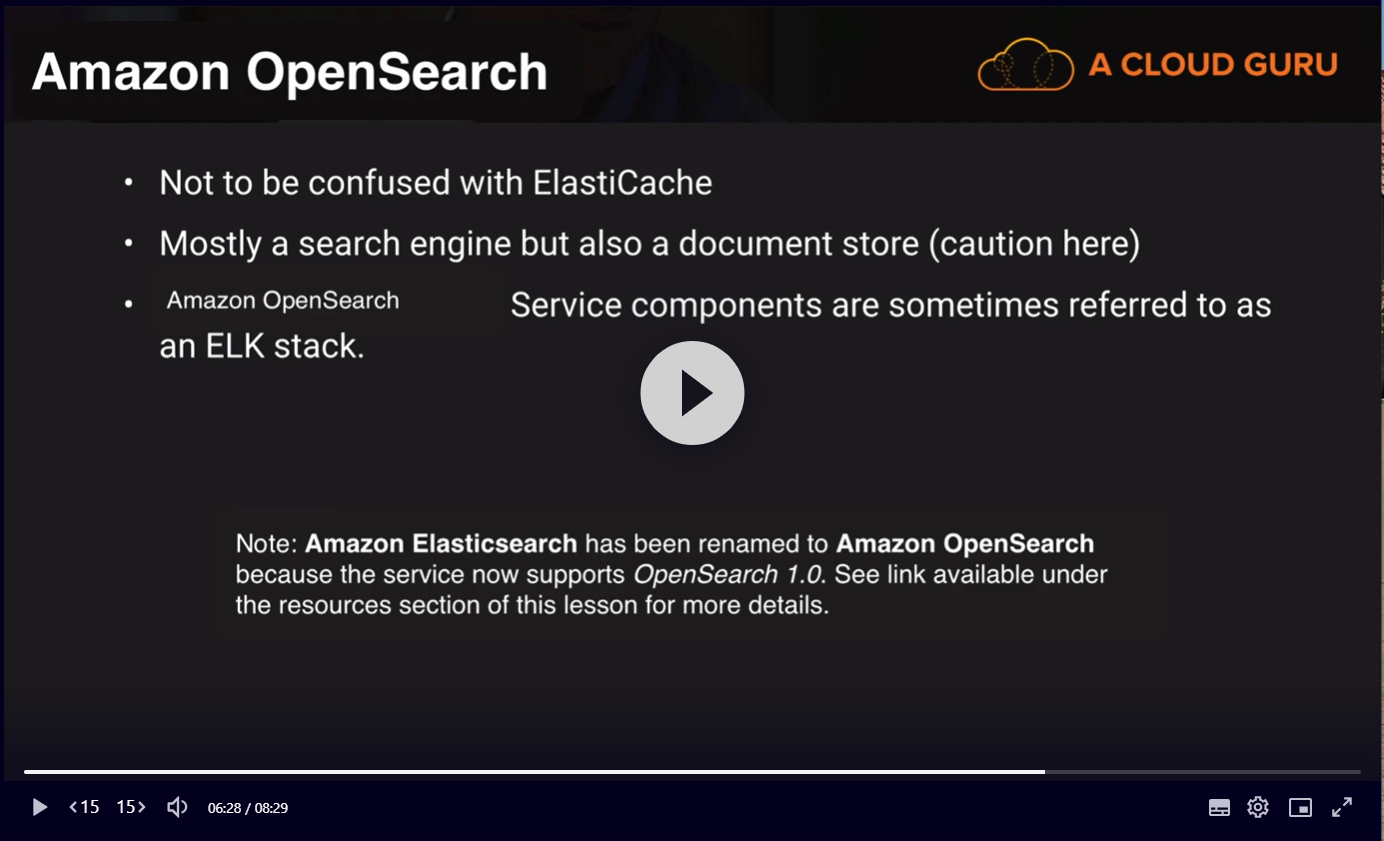 Amazon OpenSearch
A CLOUD GURU
• Not to be confused with ElastiCache
• Mostly a search engine but also a document store (caution here)
• Amazon OpenSearch Service components are sometimes referred to as
an ELK stack.
Note: Amazon Elasticsearch has been renamed to Amazon OpenSearch
because the service now supports OpenSearch 1.0. See link available under
the resources section of this lesson for more details.
<15 15> 06:28 / 08:29